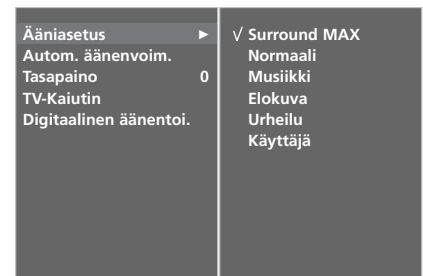 Ääniasetus ►
Autom. äänenvoim.
Tasapaino 0
TV-Kaiutin
Digitaalinen äänentoi.
√ Surround MAX
Normaali
Musiikki
Elokuva
Urheilu
Käyttäjä